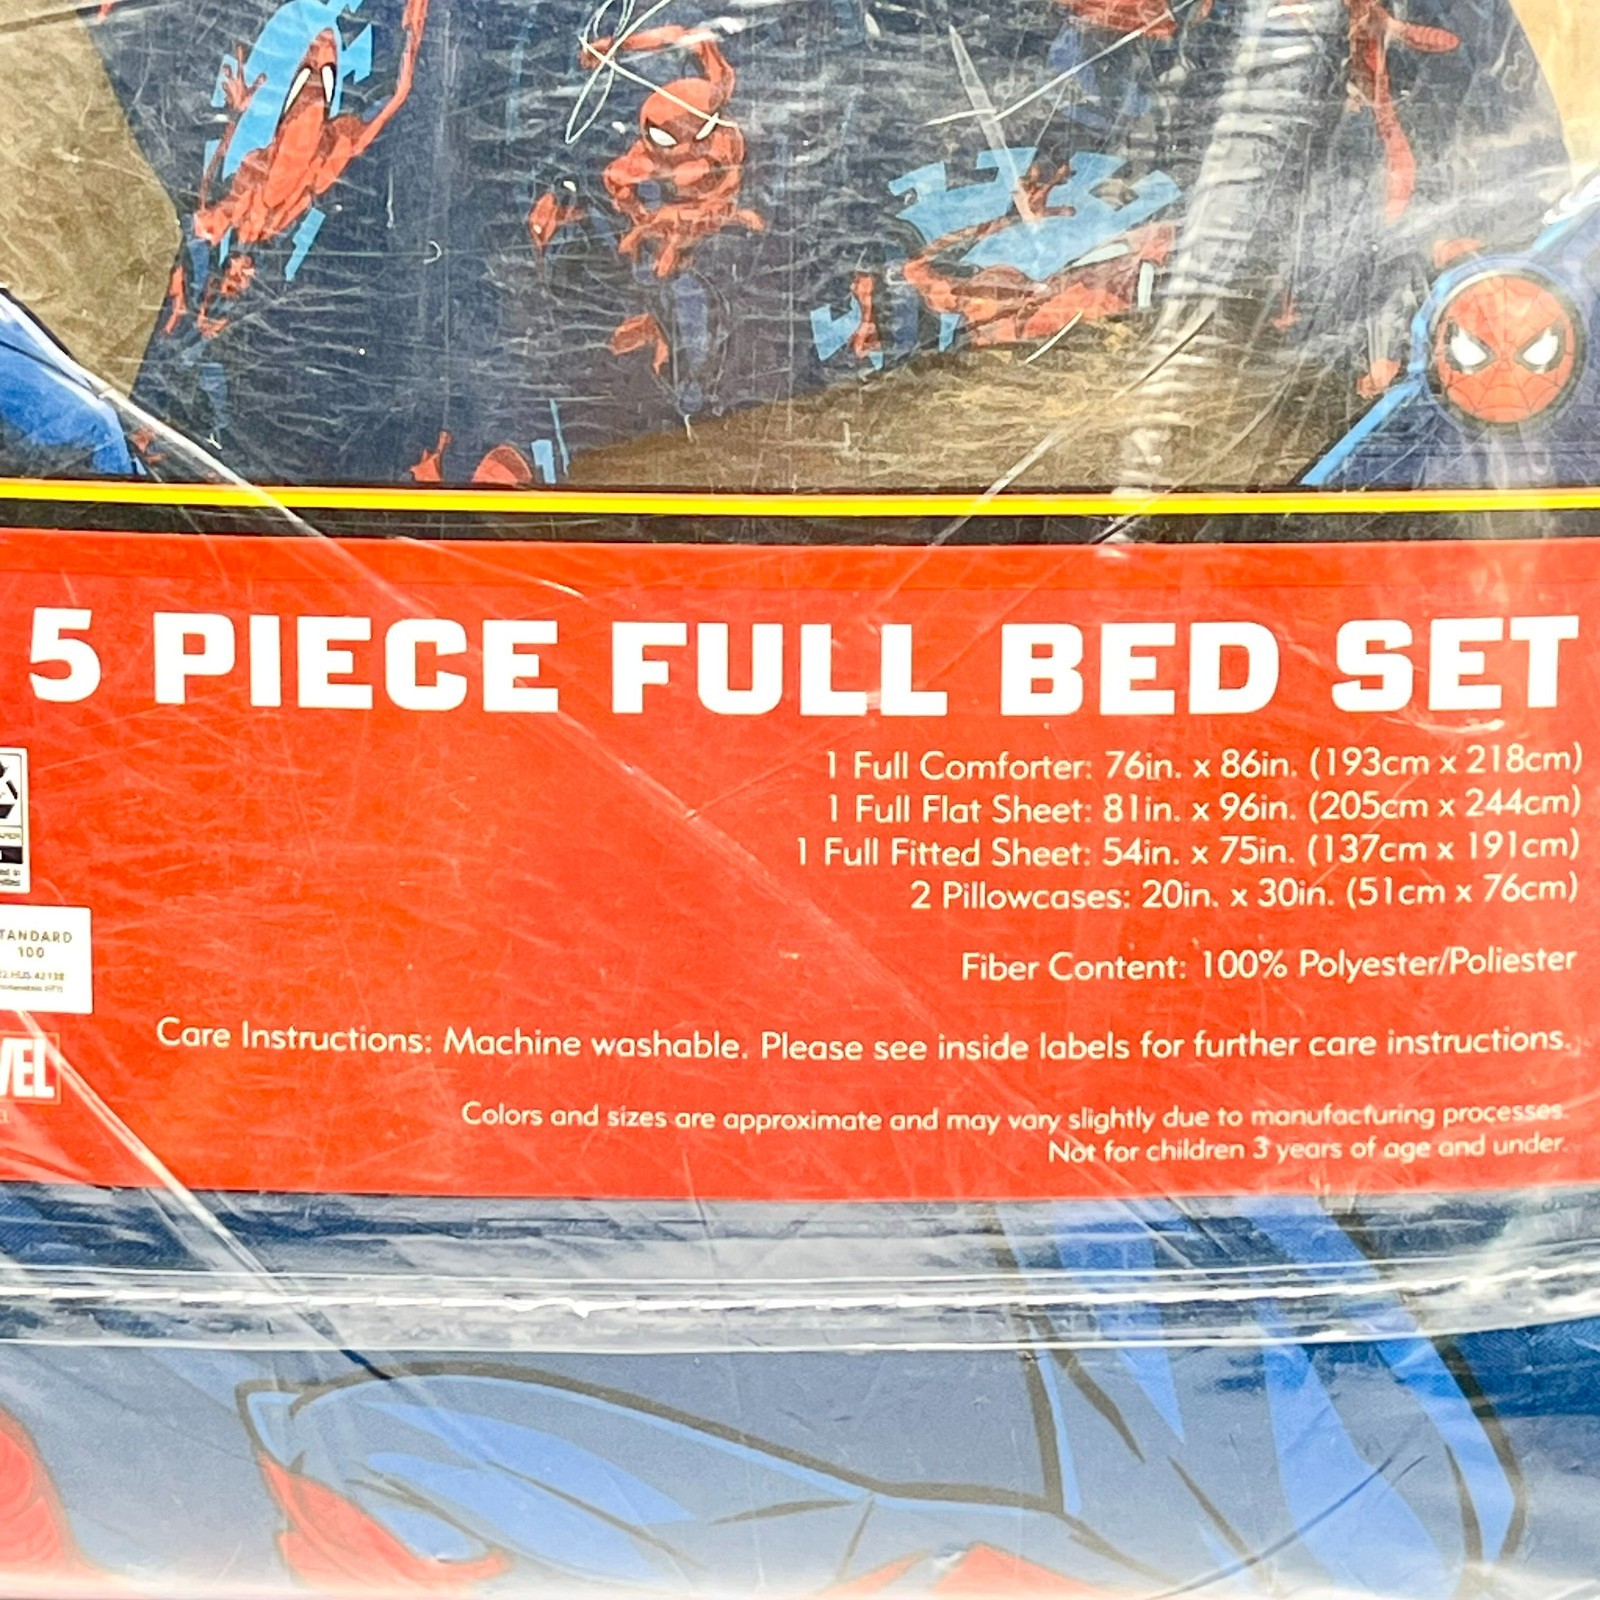 5 PIECE FULL BED SET
1 Full Comforter: 76in. x 86in. (193cm x 218cm)
1 Full Flat Sheet: 81in. x 96in. (205cm x 244cm)
1 Full Fitted Sheet: 54in. x 75in. (137cm x 191cm)
2 Pillowcases: 20in. x 30in. (51cm x 76cm)
Fiber Content: 100% Polyester/Poliester
TANDARD
100
VEL
Care Instructions: Machine washable. Please see inside labels for further care instructions.
Colors and sizes are approximate and may vary slightly due to manufacturing processes.
Not for children 3 years of age and under.